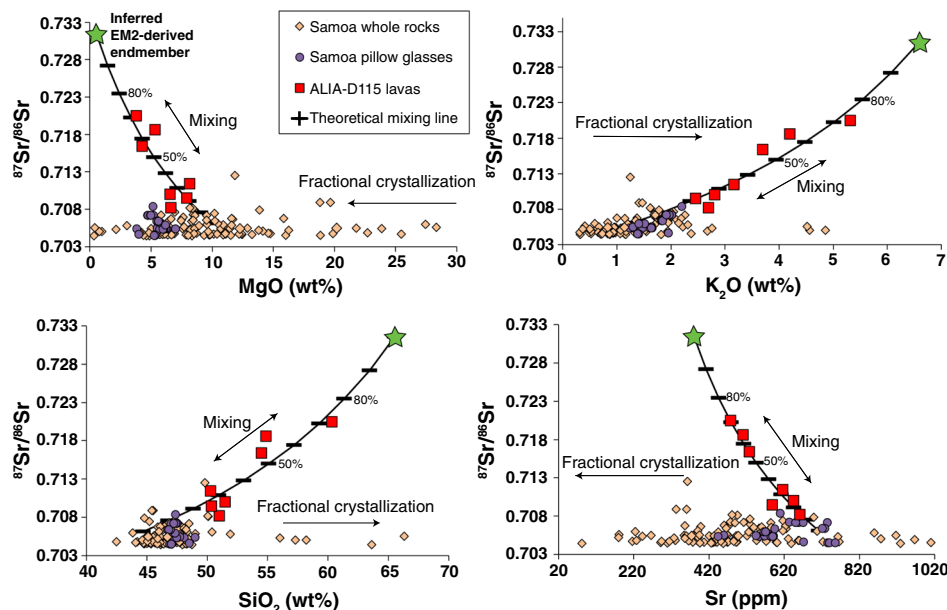 0.733
0.728
0.723
0.718
0.713
0.708
0.703
87Sr/86Sr
Inferred
EM2-derived
endmember
80%
50%
Mixing
Fractional crystallization
0 5 10 15 20 25 30
MgO (wt%)
Samoa whole rocks
Samoa pillow glasses
ALIA-D115 lavas
Theoretical mixing line
0.733
0.728
0.723
0.718
0.713
0.708
0.703
87Sr/86Sr
Fractional crystallization
80%
50%
Mixing
0 1 2 3 4 5 6 7
K2O (wt%)
0.733
0.728
0.723
0.718
0.713
0.708
0.703
87Sr/86Sr
Mixing
80%
50%
Fractional crystallization
40 45 50 55 60 65 70
SiO2 (wt%)
0.733
0.728
0.723
0.718
0.713
0.708
0.703
87Sr/86Sr
80%
Mixing
50%
Fractional crystallization
20 220 420 620 820 1020
Sr (ppm)